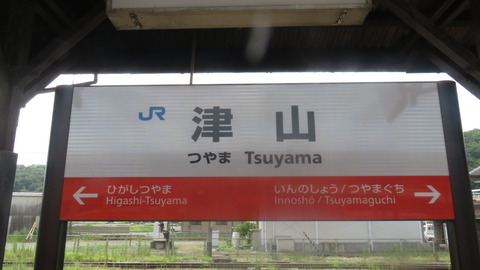 JR 津山
つやま Tsuyama
← ひがしつやま
Higashi-Tsuyama
いんのしょう/つやまぐち →
Innoshō/Tsuyamaguchi